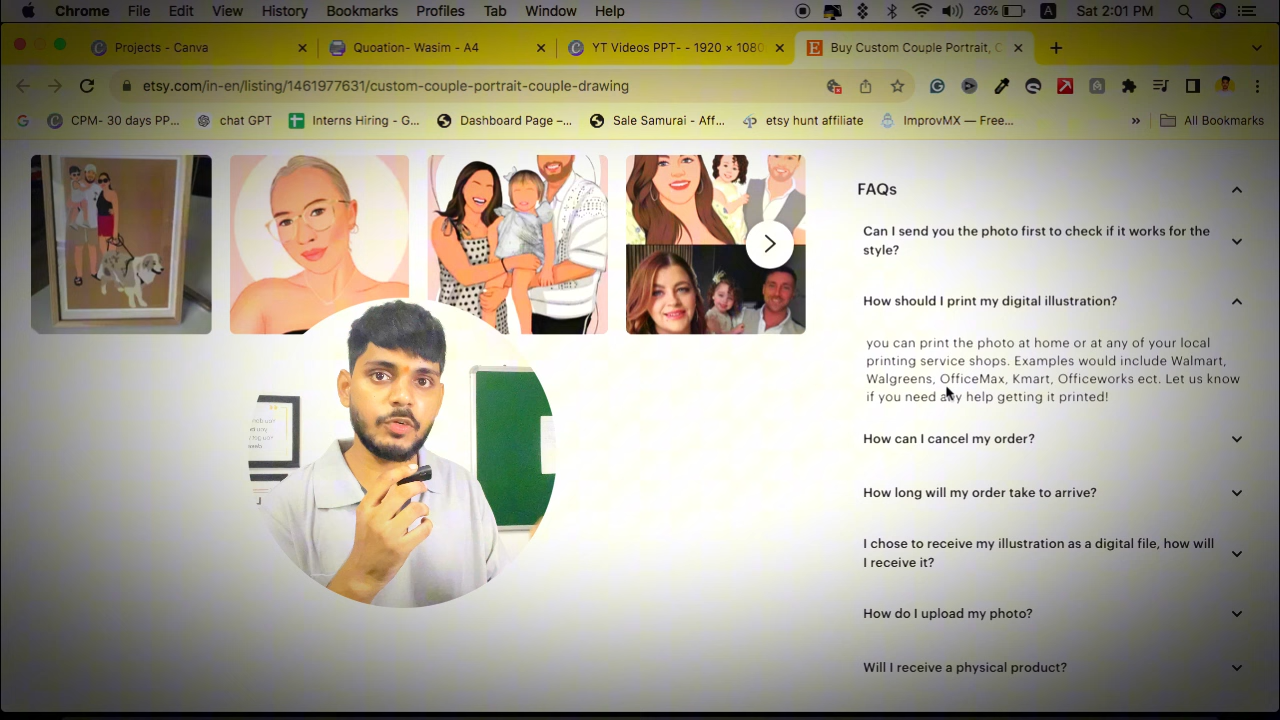 Chrome File Edit View History Bookmarks Profiles Tab Window Help 26% A Sat 2:01 PM
Projects - Canva
Quoation- Wasim - A4
YT Videos PPT- - 1920 × 1080
Buy Custom Couple Portrait, C
etsy.com/in-en/listing/1461977631/custom-couple-portrait-couple-drawing
CPM- 30 days PP... chat GPT Interns Hiring - G... Dashboard Page –... Sale Samurai - Aff... etsy hunt affiliate ImprovMX — Free... » All Bookmarks
FAQs
Can I send you the photo first to check if it works for the
style?
How should I print my digital illustration?
you can print the photo at home or at any of your local
printing service shops. Examples would include Walmart,
Walgreens, OfficeMax, Kmart, Officeworks ect. Let us know
if you need any help getting it printed!
How can I cancel my order?
How long will my order take to arrive?
I chose to receive my illustration as a digital file, how will
I receive it?
How do I upload my photo?
Will I receive a physical product?